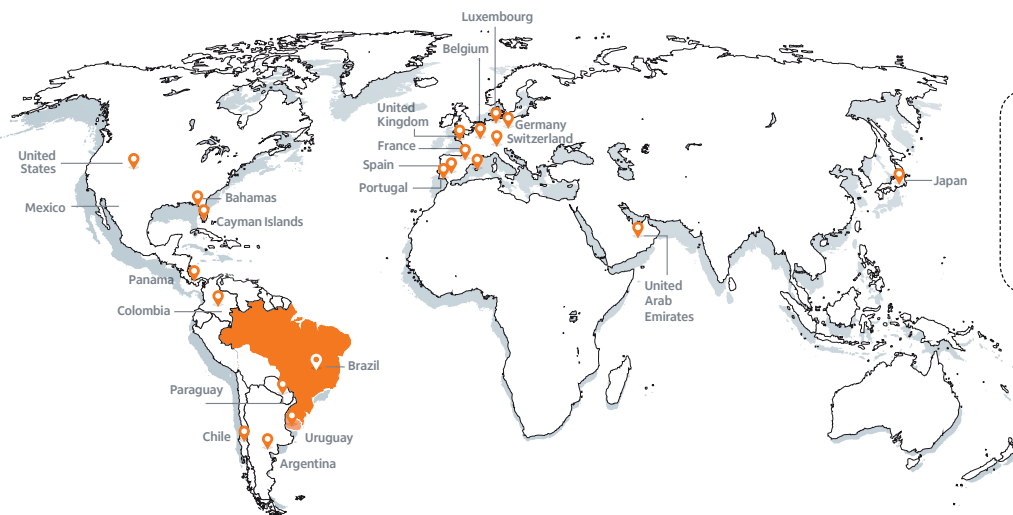 Luxembourg
Belgium
United
Kingdom
Germany
Switzerland
France
Spain
Portugal
United
States
Mexico
Bahamas
Cayman Islands
Japan
Panama
Colombia
United
Arab
Emirates
Brazil
Paraguay
Chile
Uruguay
Argentina